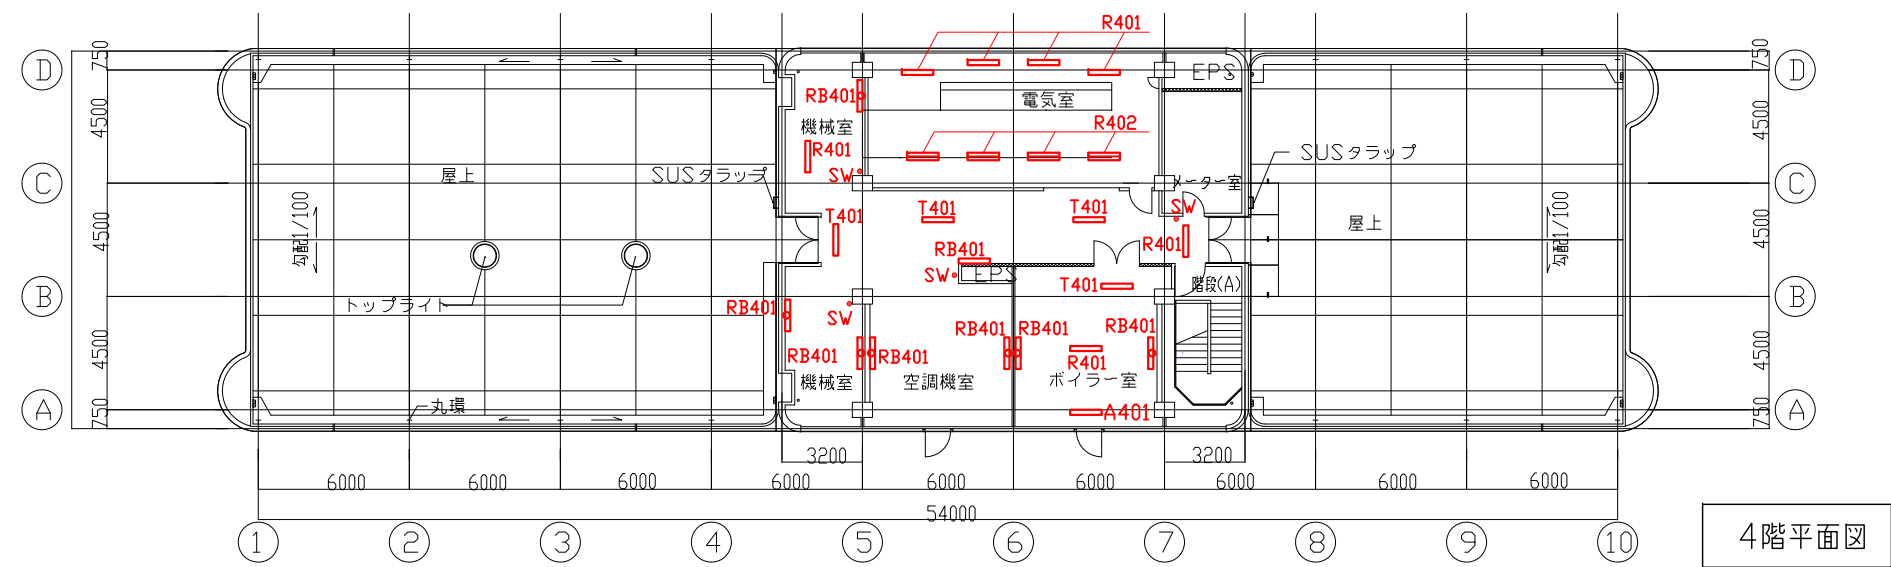 R401
D
750
EPS
750
D
RB401
電気室
4500
機械室
R402
4500
R401
SUSタラップ
C
屋上
SUSタラップ
SW
メーター室
C
T401
T401
T401
SW
4500
勾配1/100
屋上
勾配1/100
4500
RB401
R401
SW
EPS
T401
階段(A)
B
トップライト
RB401
SW
B
RB401
RB401
RB401
RB401
RB401
R401
4500
4500
機械室
空調機室
ボイラー室
A
750
丸環
A401
750
A
3200
3200
6000
6000
6000
6000
6000
6000
6000
6000
6000
54000
1
2
3
4
5
6
7
8
9
10
4階平面図